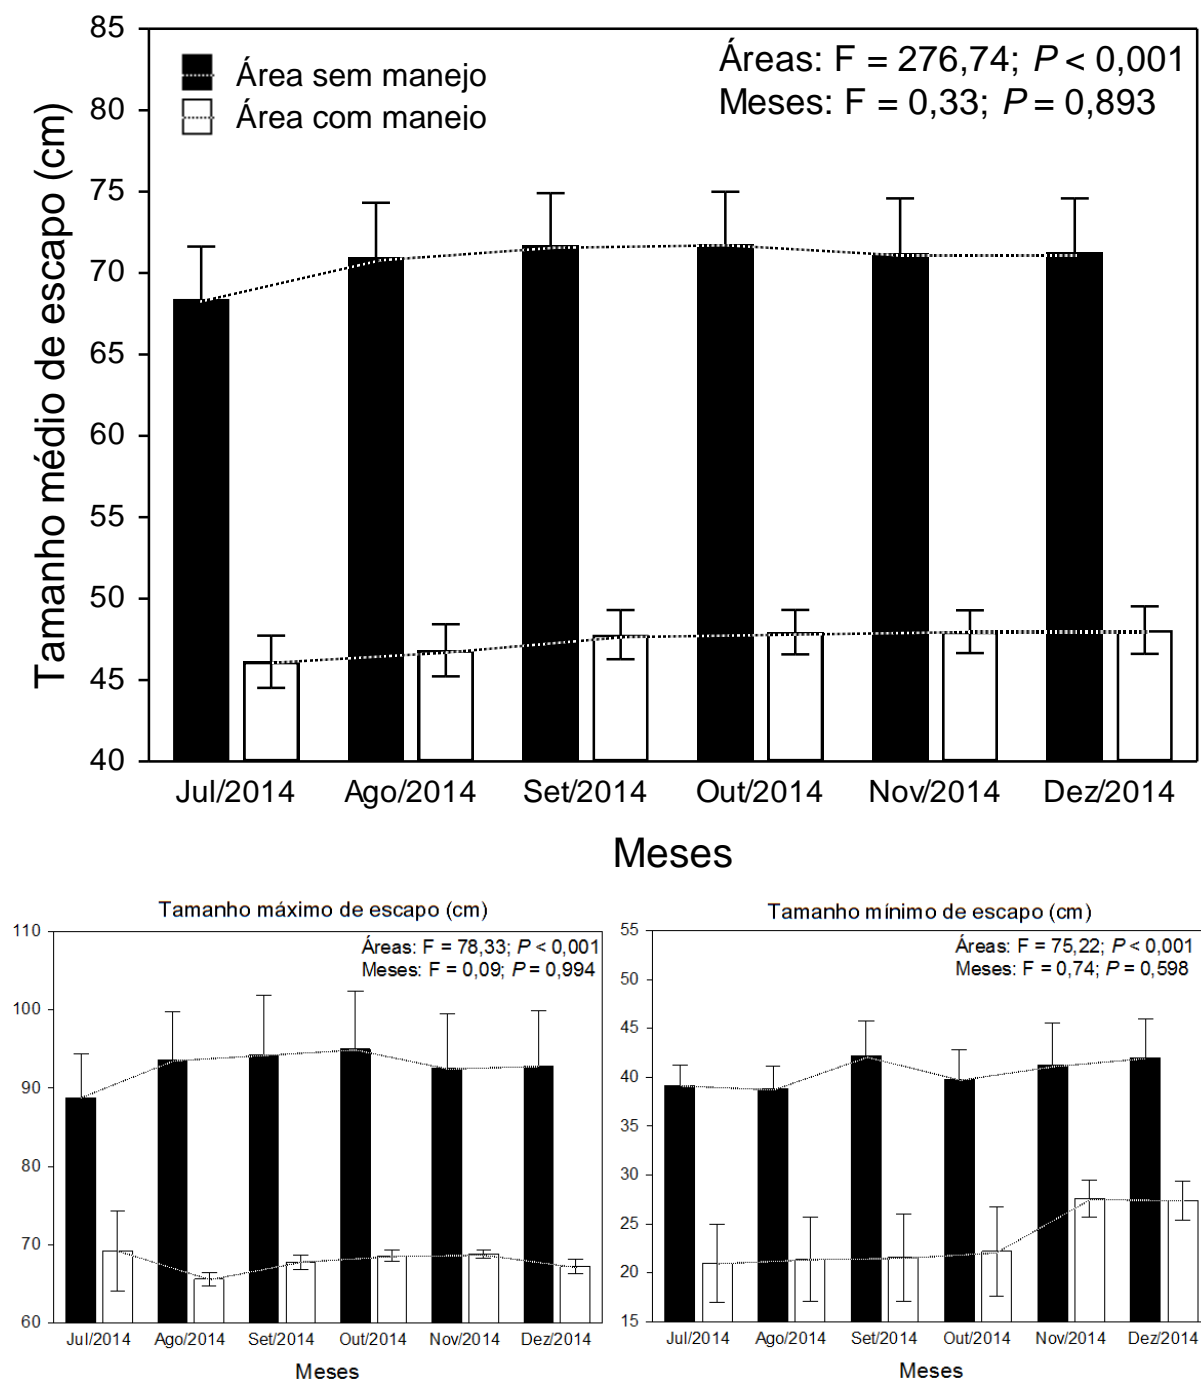 85
80
75
70
65
60
55
50
45
40
Tamanho médio de escapo (cm)
Área sem manejo
Área com manejo
Áreas: F = 276,74; P < 0,001
Meses: F = 0,33; P = 0,893
Jul/2014 Ago/2014 Set/2014 Out/2014 Nov/2014 Dez/2014
Meses
Tamanho máximo de escapo (cm)
110
100
90
80
70
60
Áreas: F = 78,33; P < 0,001
Meses: F = 0,09; P = 0,994
Jul/2014 Ago/2014 Set/2014 Out/2014 Nov/2014 Dez/2014
Meses
Tamanho mínimo de escapo (cm)
55
50
45
40
35
30
25
20
15
Áreas: F = 75,22; P < 0,001
Meses: F = 0,74; P = 0,598
Jul/2014 Ago/2014 Set/2014 Out/2014 Nov/2014 Dez/2014
Meses